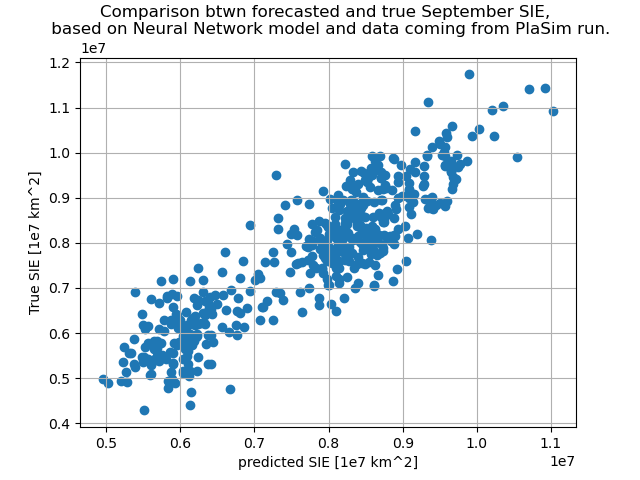 Comparison btwn forecasted and true September SIE,
based on Neural Network model and data coming from PlaSim run.
1e7
1.2
1.1
1.0
0.9
0.8
0.7
0.6
0.5
0.4
True SIE [1e7 km^2]
0.5 0.6 0.7 0.8 0.9 1.0 1.1
1e7
predicted SIE [1e7 km^2]